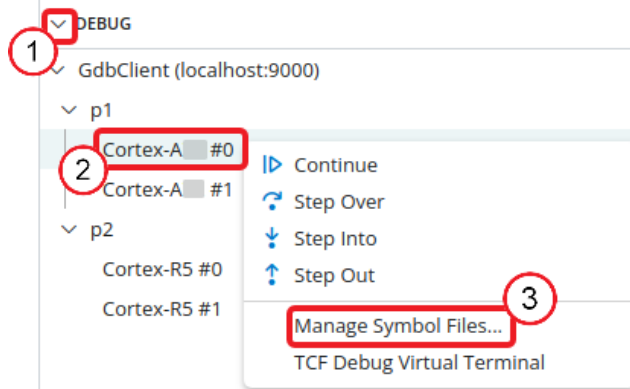 DEBUG
1
GdbClient (localhost:9000)
p1
Cortex-A #0
2
Cortex-A #1
p2
Cortex-R5 #0
Cortex-R5 #1
Continue
Step Over
Step Into
Step Out
3
Manage Symbol Files...
TCF Debug Virtual Terminal